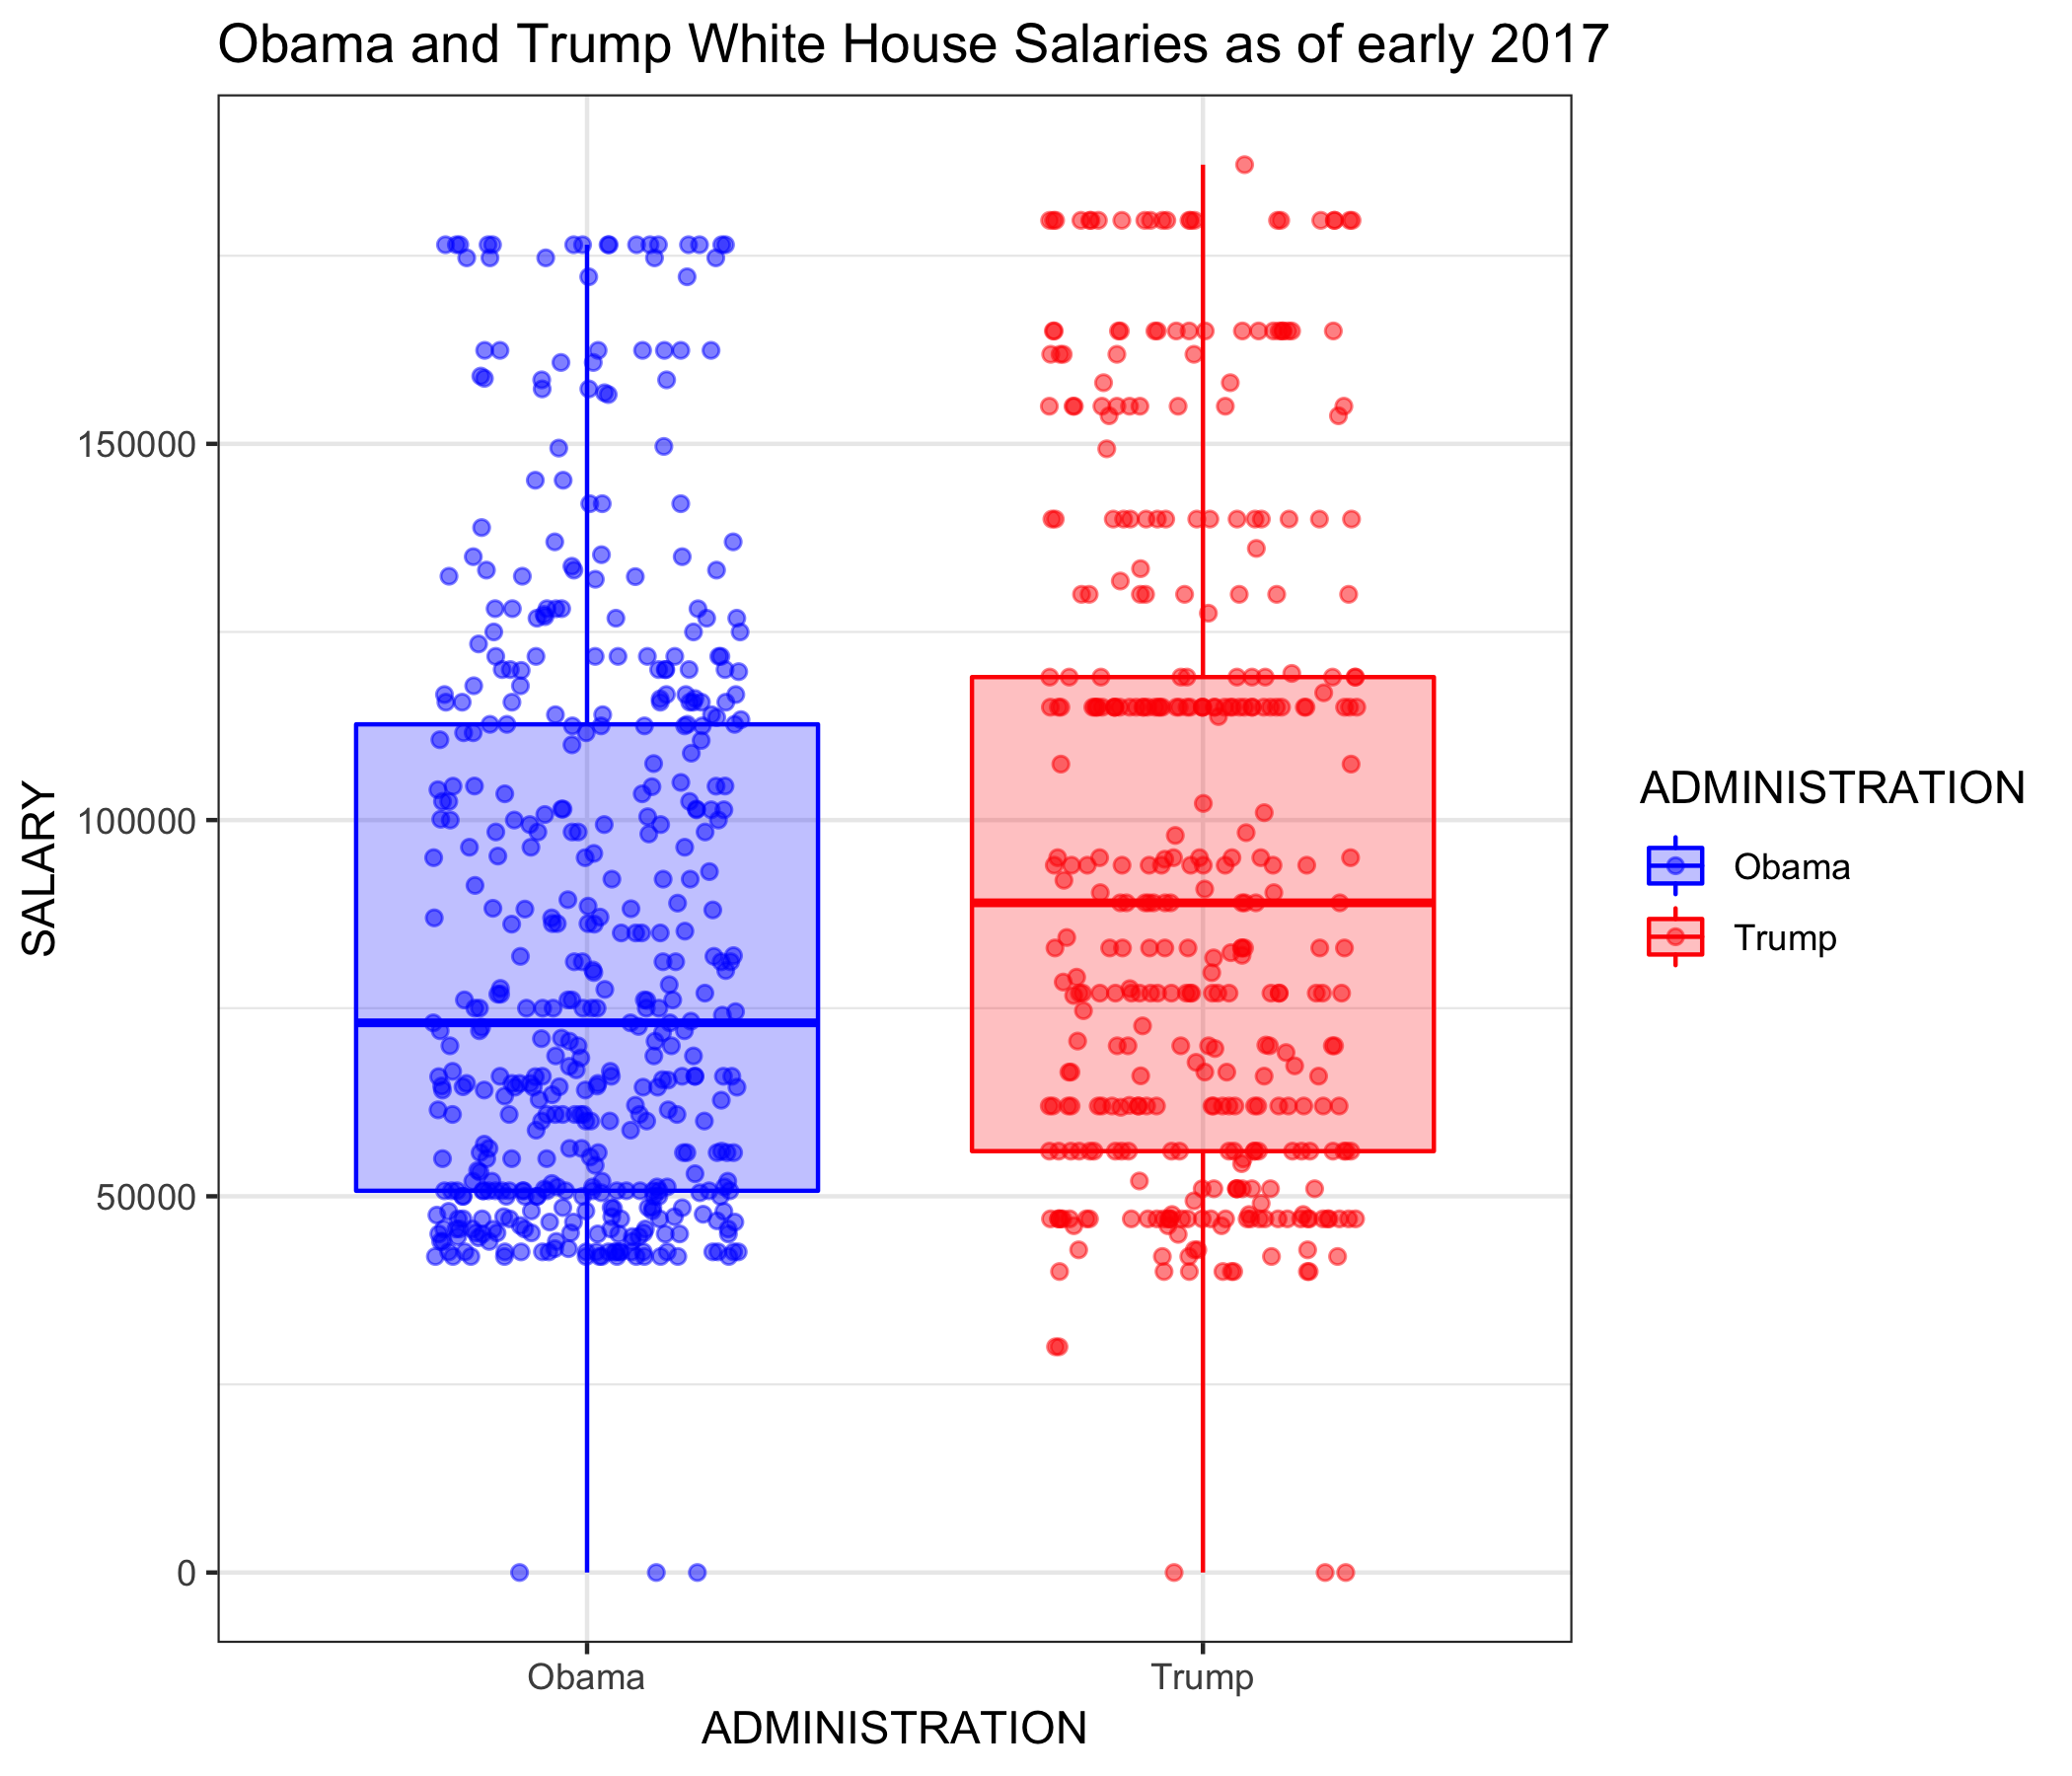 Obama and Trump White House Salaries as of early 2017
SALARY
150000
100000
50000
0
Obama
Trump
ADMINISTRATION
ADMINISTRATION
Obama
Trump